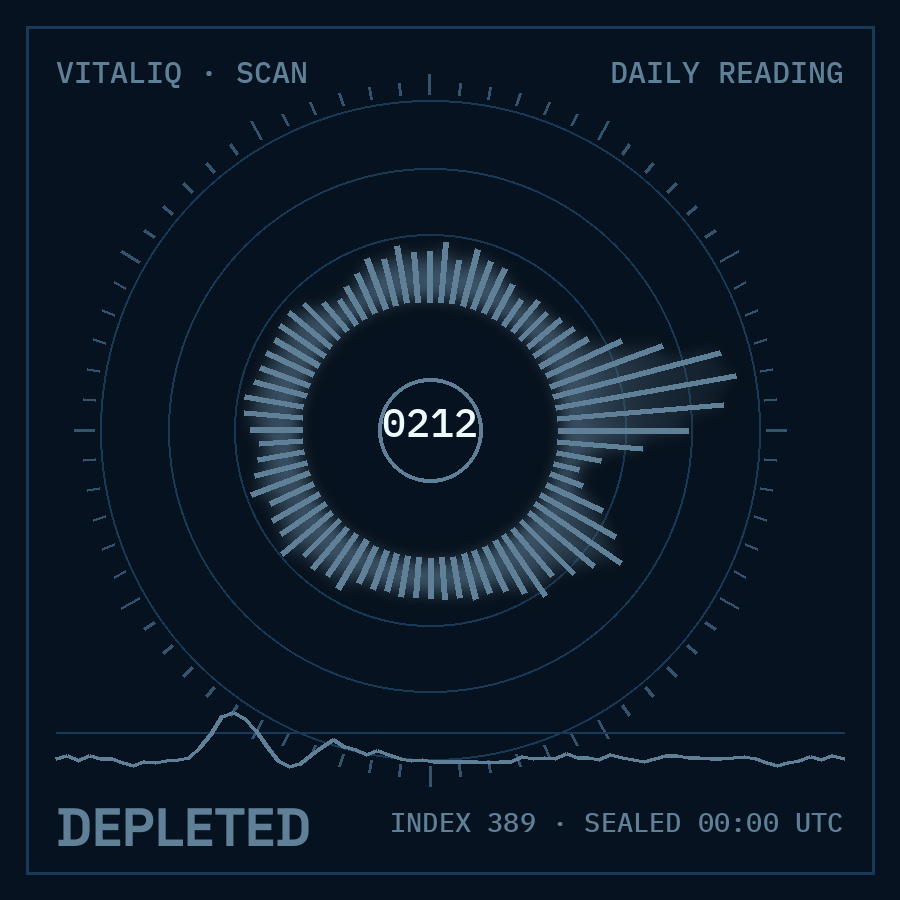 VITALIQ · SCAN
DAILY READING
0212
DEPLETED
INDEX 389 · SEALED 00:00 UTC